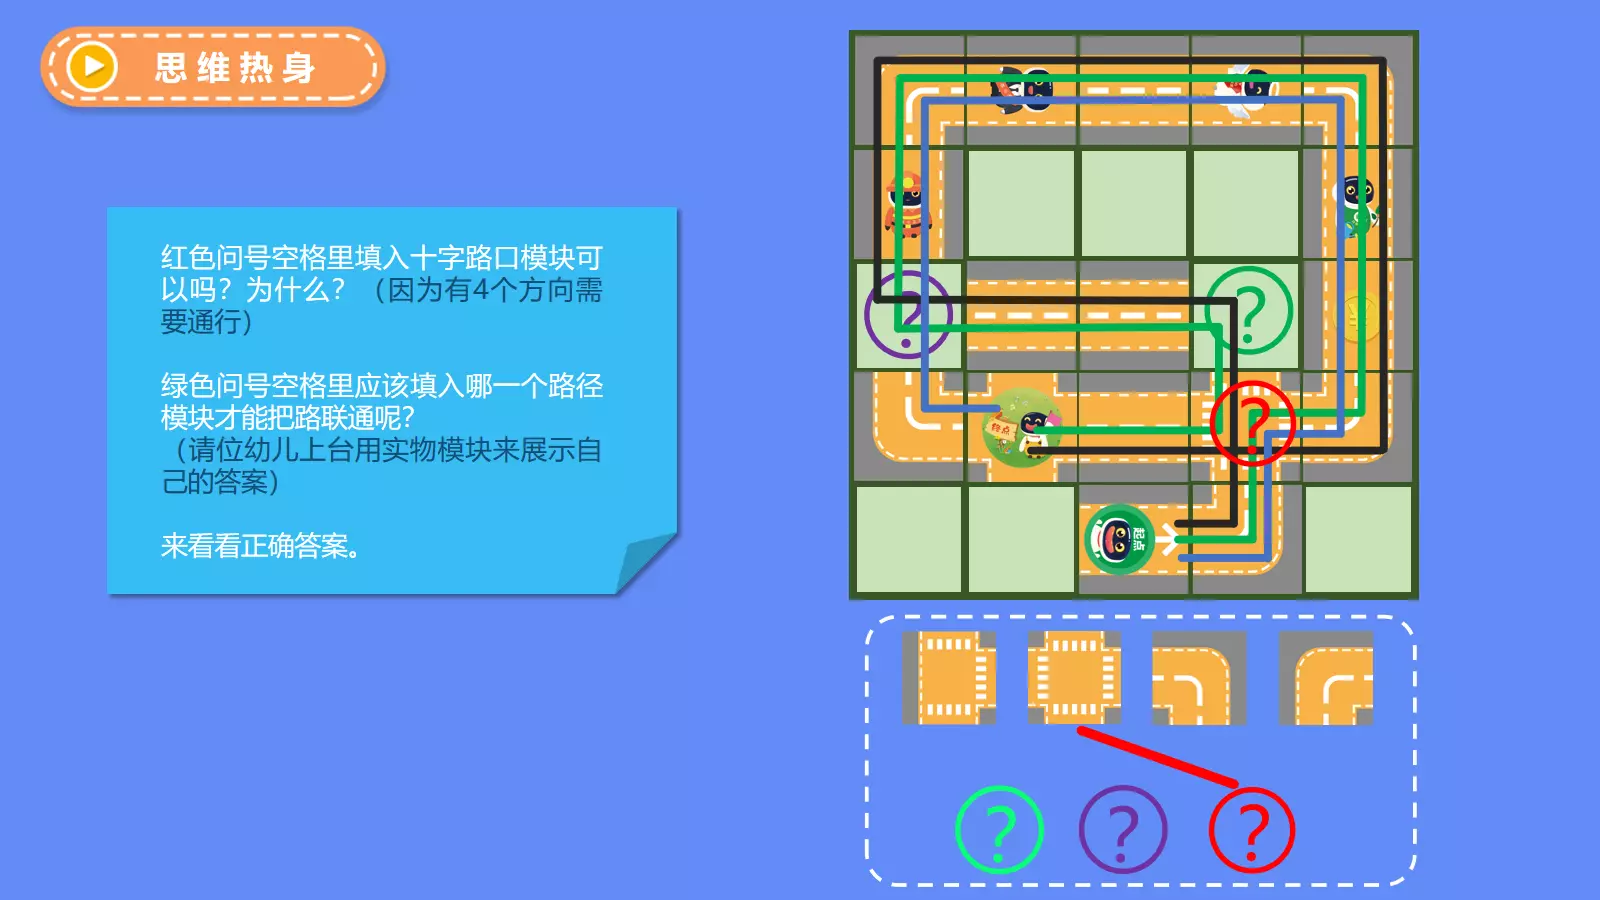 思维热身
红色问号空格里填入十字路口模块可
以吗？为什么？（因为有4个方向需
要通行）
绿色问号空格里应该填入哪一个路径
模块才能把路联通呢？
（请位幼儿上台用实物模块来展示自
己的答案）
来看看正确答案。
?
?
终点
?
起点
?
?
?